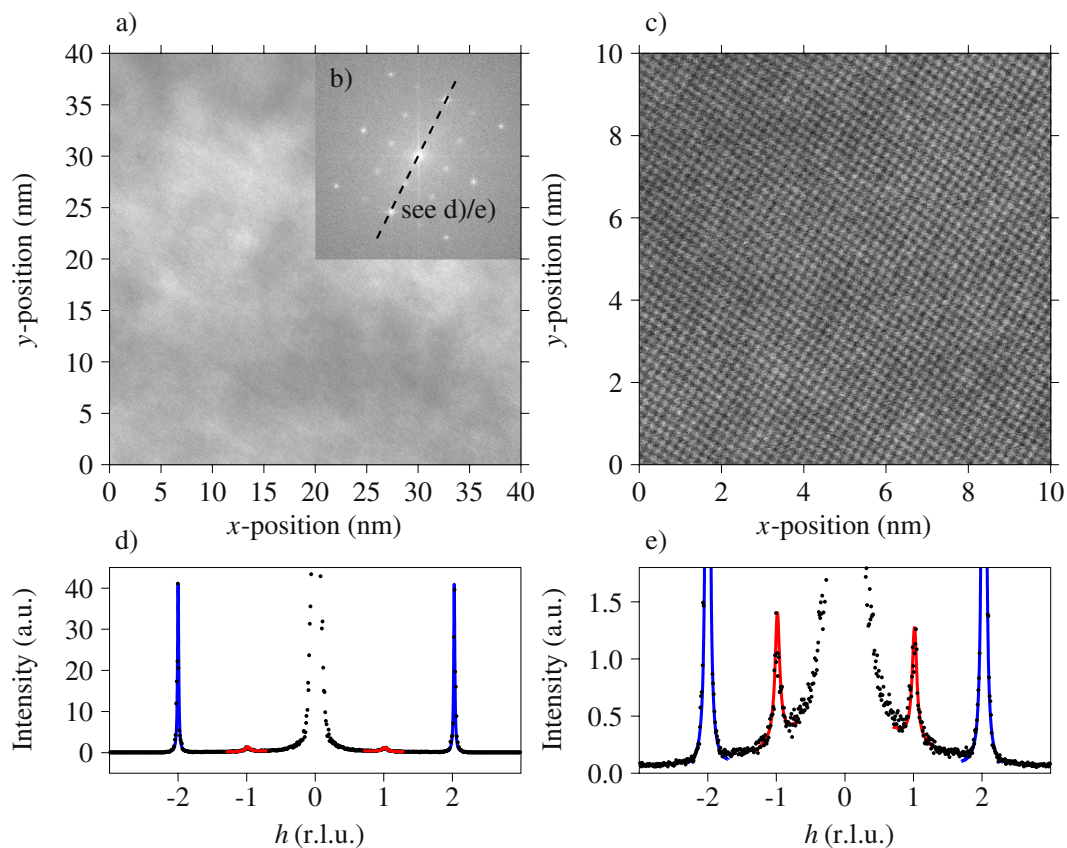 a)
c)
40
35
30
25
20
15
10
5
0
y-position (nm)
b)
see d)/e)
0 5 10 15 20 25 30 35 40
x-position (nm)
10
8
6
4
2
0
y-position (nm)
0 2 4 6 8 10
x-position (nm)
d)
40
30
20
10
0
Intensity (a.u.)
-2 -1 0 1 2
h (r.l.u.)
e)
1.5
1.0
0.5
0.0
Intensity (a.u.)
-2 -1 0 1 2
h (r.l.u.)